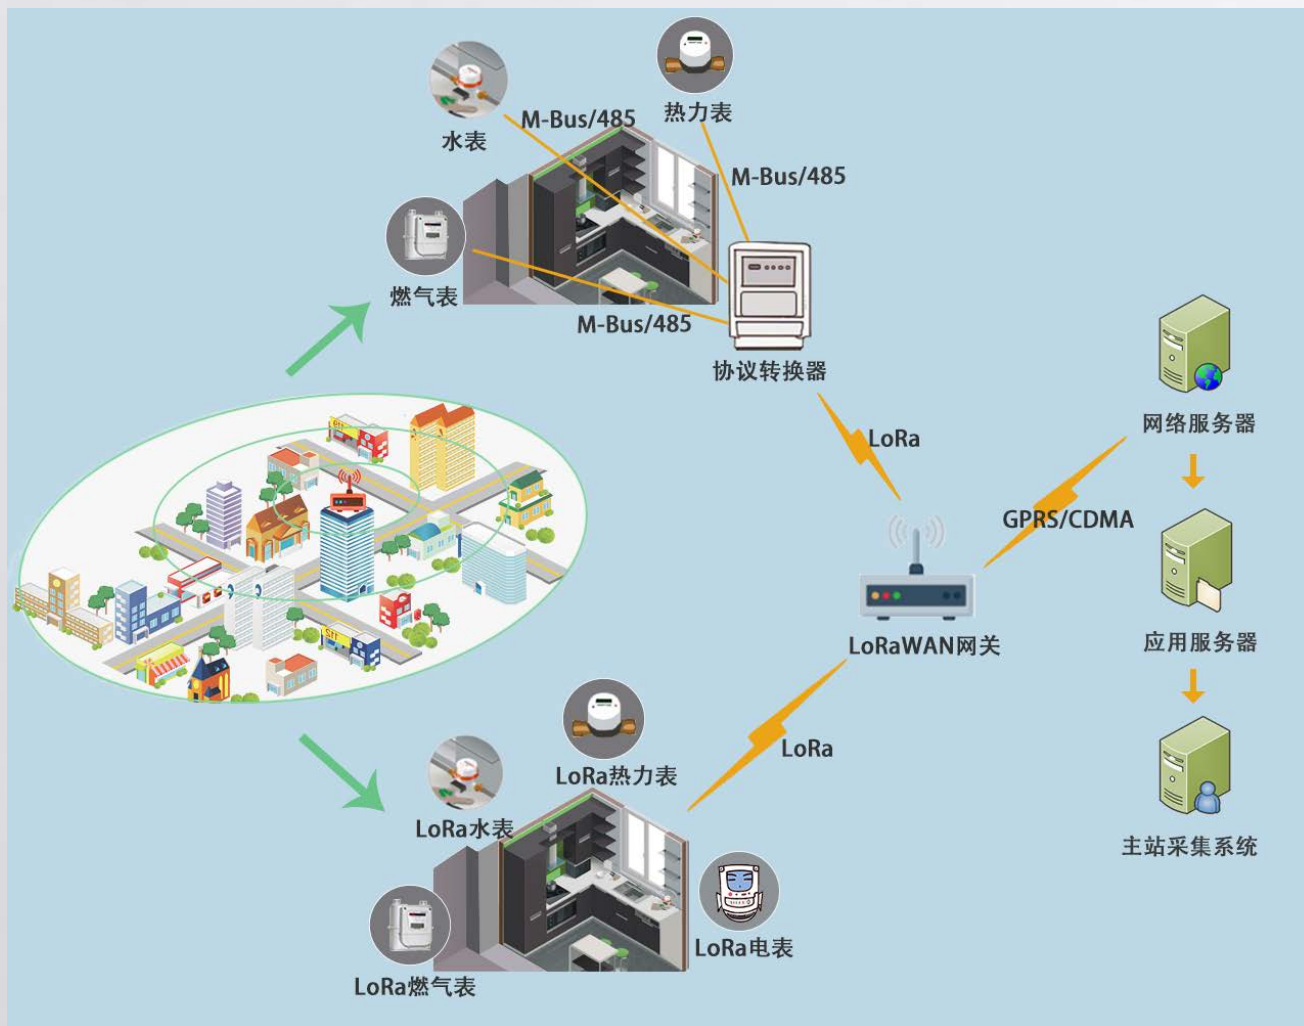 热力表
M-Bus/485
水表
M-Bus/485
燃气表
M-Bus/485
协议转换器
LoRa
网络服务器
GPRS/CDMA
应用服务器
LoRaWAN网关
LoRa
LoRa热力表
LoRa水表
主站采集系统
LoRa电表
LoRa燃气表